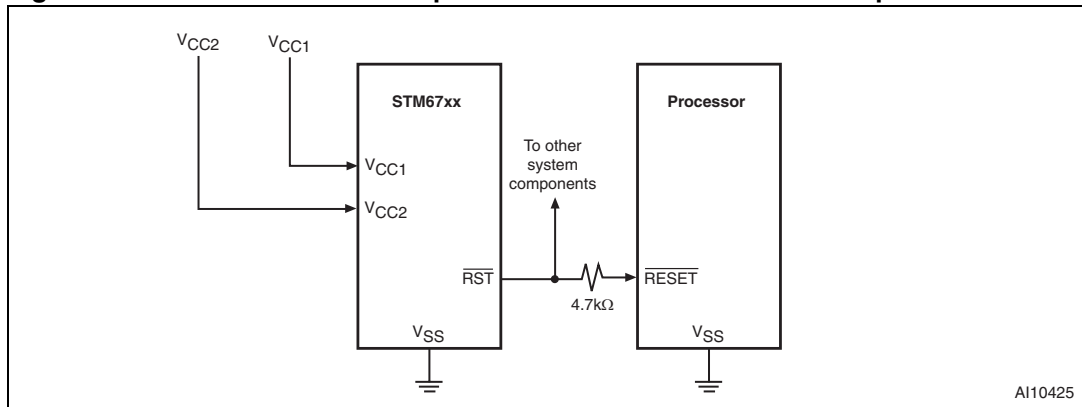 VCC2
VCC1
STM67xx
Processor
To other
system
components
VCC1
VCC2
RST
RESET
4.7kΩ
VSS
VSS
AI10425